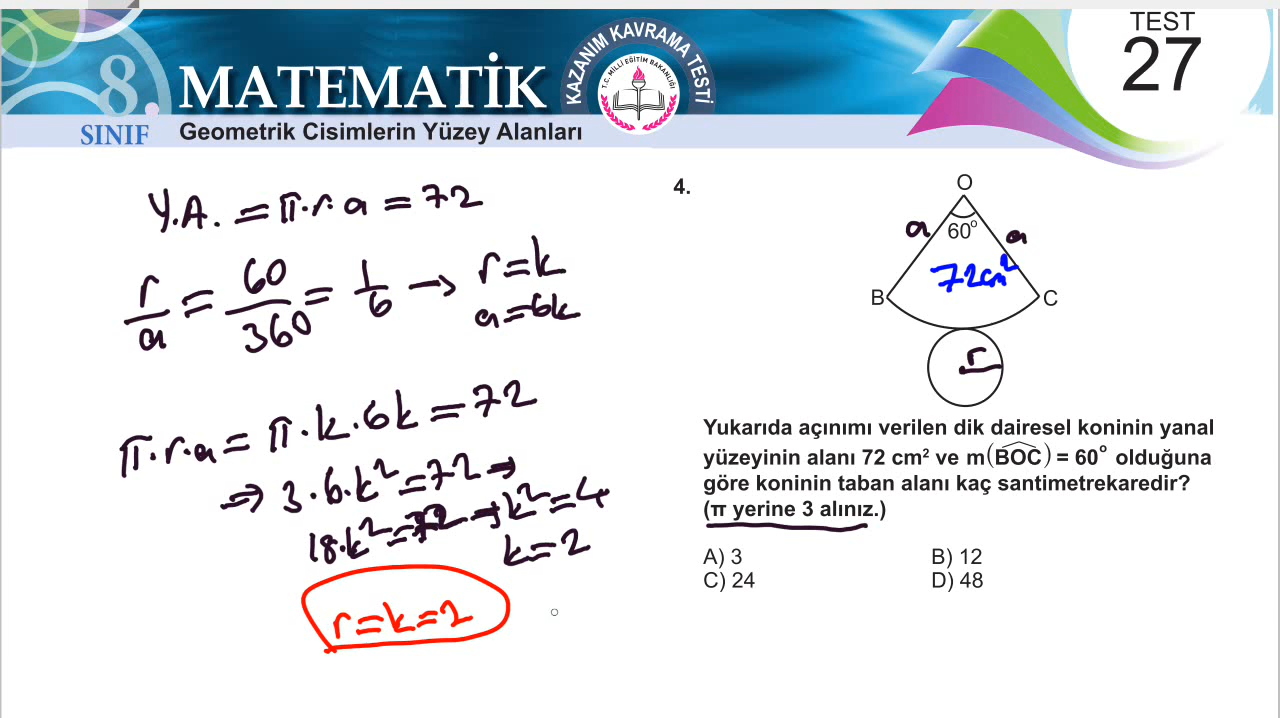 KAZANIM KAVRAMA TESTİ
T.C. MİLLİ EĞİTİM BAKANLIĞI
TEST
27
8.
SINIF
MATEMATİK
Geometrik Cisimlerin Yüzey Alanları
Y.A. = π.r.a = 72
r/a = 60/360 = 1/6 → r=k
a=6k
π.r.a = π.k.6k = 72
⇒ 3.6.k² = 72 →
18.k² = 72 → k² = 4
k = 2
r=k=2
4.
O
60°
a
a
72cm²
B
C
r
Yukarıda açınımı verilen dik dairesel koninin yanal
yüzeyinin alanı 72 cm² ve m(BOC) = 60° olduğuna
göre koninin taban alanı kaç santimetrekaredir?
(π yerine 3 alınız.)
A) 3
B) 12
C) 24
D) 48